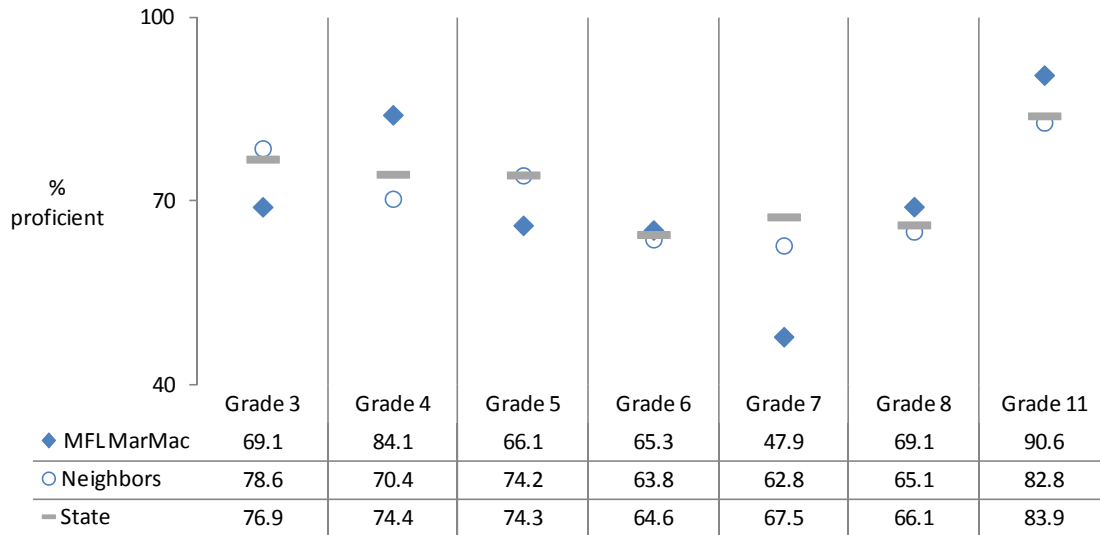 100
%
proficient
70
40
Grade 3 Grade 4 Grade 5 Grade 6 Grade 7 Grade 8 Grade 11
MFL MarMac 69.1 84.1 66.1 65.3 47.9 69.1 90.6
Neighbors 78.6 70.4 74.2 63.8 62.8 65.1 82.8
State 76.9 74.4 74.3 64.6 67.5 66.1 83.9